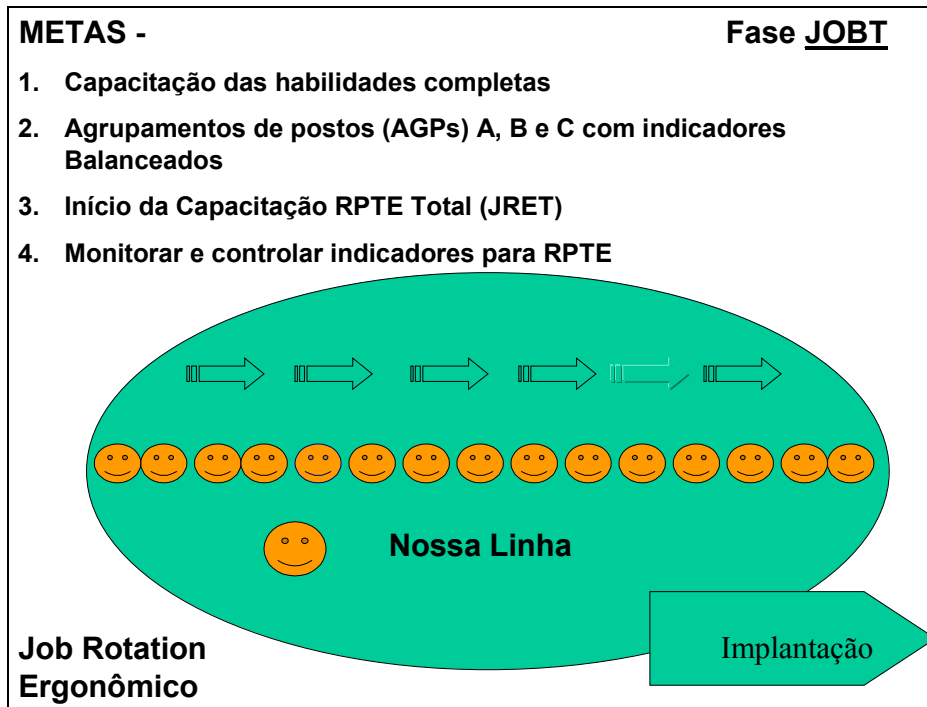 METAS - Fase JOBT
1. Capacitação das habilidades completas
2. Agrupamentos de postos (AGPs) A, B e C com indicadores
Balanceados
3. Início da Capacitação RPTE Total (JRET)
4. Monitorar e controlar indicadores para RPTE
Nossa Linha
Implantação
Job Rotation
Ergonômico